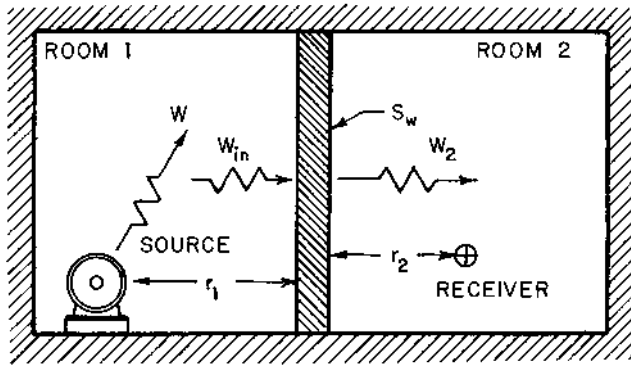 ROOM 1
ROOM 2
W
S_w
W_in
W_2
SOURCE
r_1
r_2
RECEIVER